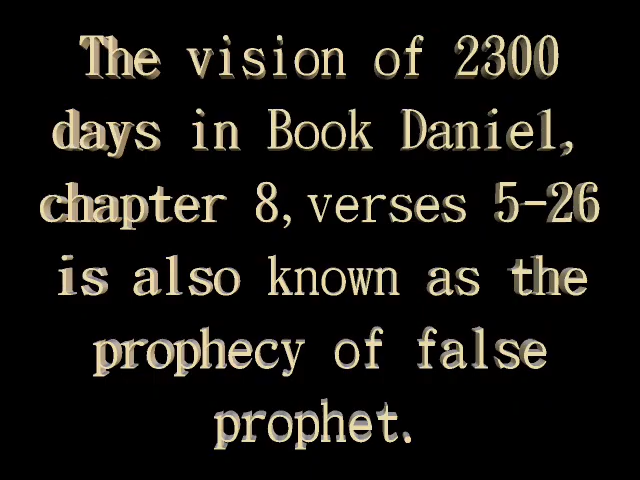 The vision of 2300
days in Book Daniel,
chapter 8, verses 5-26
is also known as the
prophecy of false
prophet.